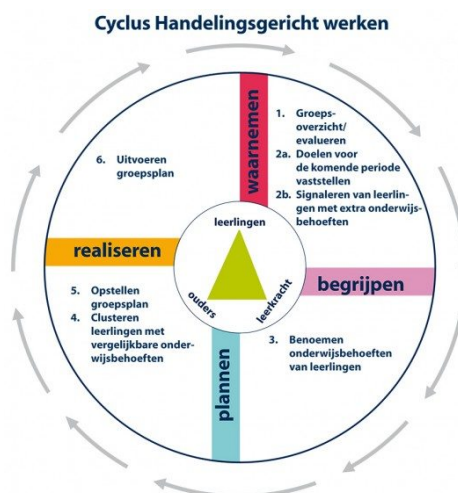 Cyclus Handelingsgericht werken
waarnemen
1. Groeps-
overzicht/
evalueren
2a. Doelen voor
de komende periode
vaststellen
2b. Signaleren van leerlin-
gen met extra onderwijs-
behoeften
begrijpen
3. Benoemen
onderwijsbehoeften
van leerlingen
plannen
5. Opstellen
groepsplan
4. Clusteren
leerlingen met
vergelijkbare onder-
wijsbehoeften
realiseren
6. Uitvoeren
groepsplan
leerlingen
ouders
leerkracht